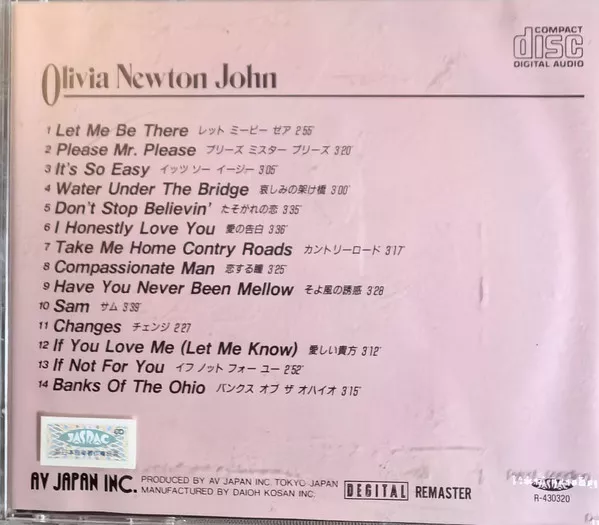 COMPACT
disc
DIGITAL AUDIO
Olivia Newton John
1 Let Me Be There レット ミービー ゼア 2'55"
2 Please Mr. Please プリーズ ミスター プリーズ 3'20"
3 It's So Easy イッツ ソー イージー 3'05"
4 Water Under The Bridge 哀しみの架け橋 3'00"
5 Don't Stop Believin' たそがれの恋 3'35"
6 I Honestly Love You 愛の告白 3'36"
7 Take Me Home Contry Roads カントリーロード 3'17"
8 Compassionate Man 恋する瞳 3'25"
9 Have You Never Been Mellow そよ風の誘惑 3'28
10 Sam サム 3'39"
11 Changes チェンジ 2'27
12 If You Love Me (Let Me Know) 愛しい貴方 3'12"
13 If Not For You イフ ノット フォー ユー 2'52"
14 Banks Of The Ohio バンクス オブ ザ オハイオ 3'15"
JASRAC
AV JAPAN INC.
PRODUCED BY AV JAPAN INC. TOKYO JAPAN
MANUFACTURED BY DAIOH KOSAN INC.
DEGITAL REMASTER
R-430320